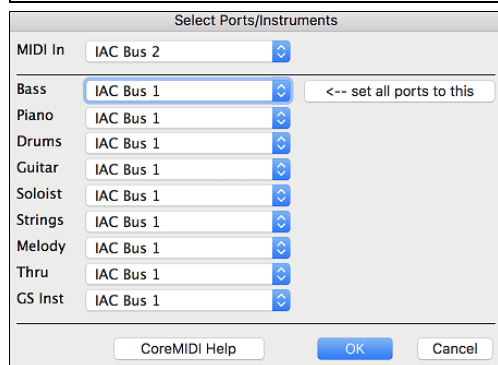 Select Ports/Instruments
MIDI In IAC Bus 2
Bass IAC Bus 1 <-- set all ports to this
Piano IAC Bus 1
Drums IAC Bus 1
Guitar IAC Bus 1
Soloist IAC Bus 1
Strings IAC Bus 1
Melody IAC Bus 1
Thru IAC Bus 1
GS Inst IAC Bus 1
CoreMIDI Help OK Cancel